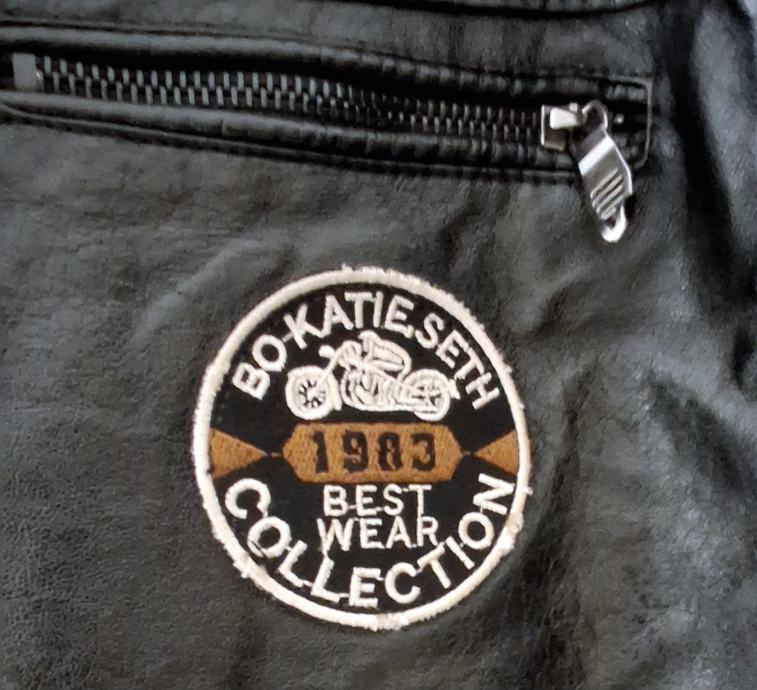 BO-KATIE.SETH
1983
BEST
WEAR
COLLECTION